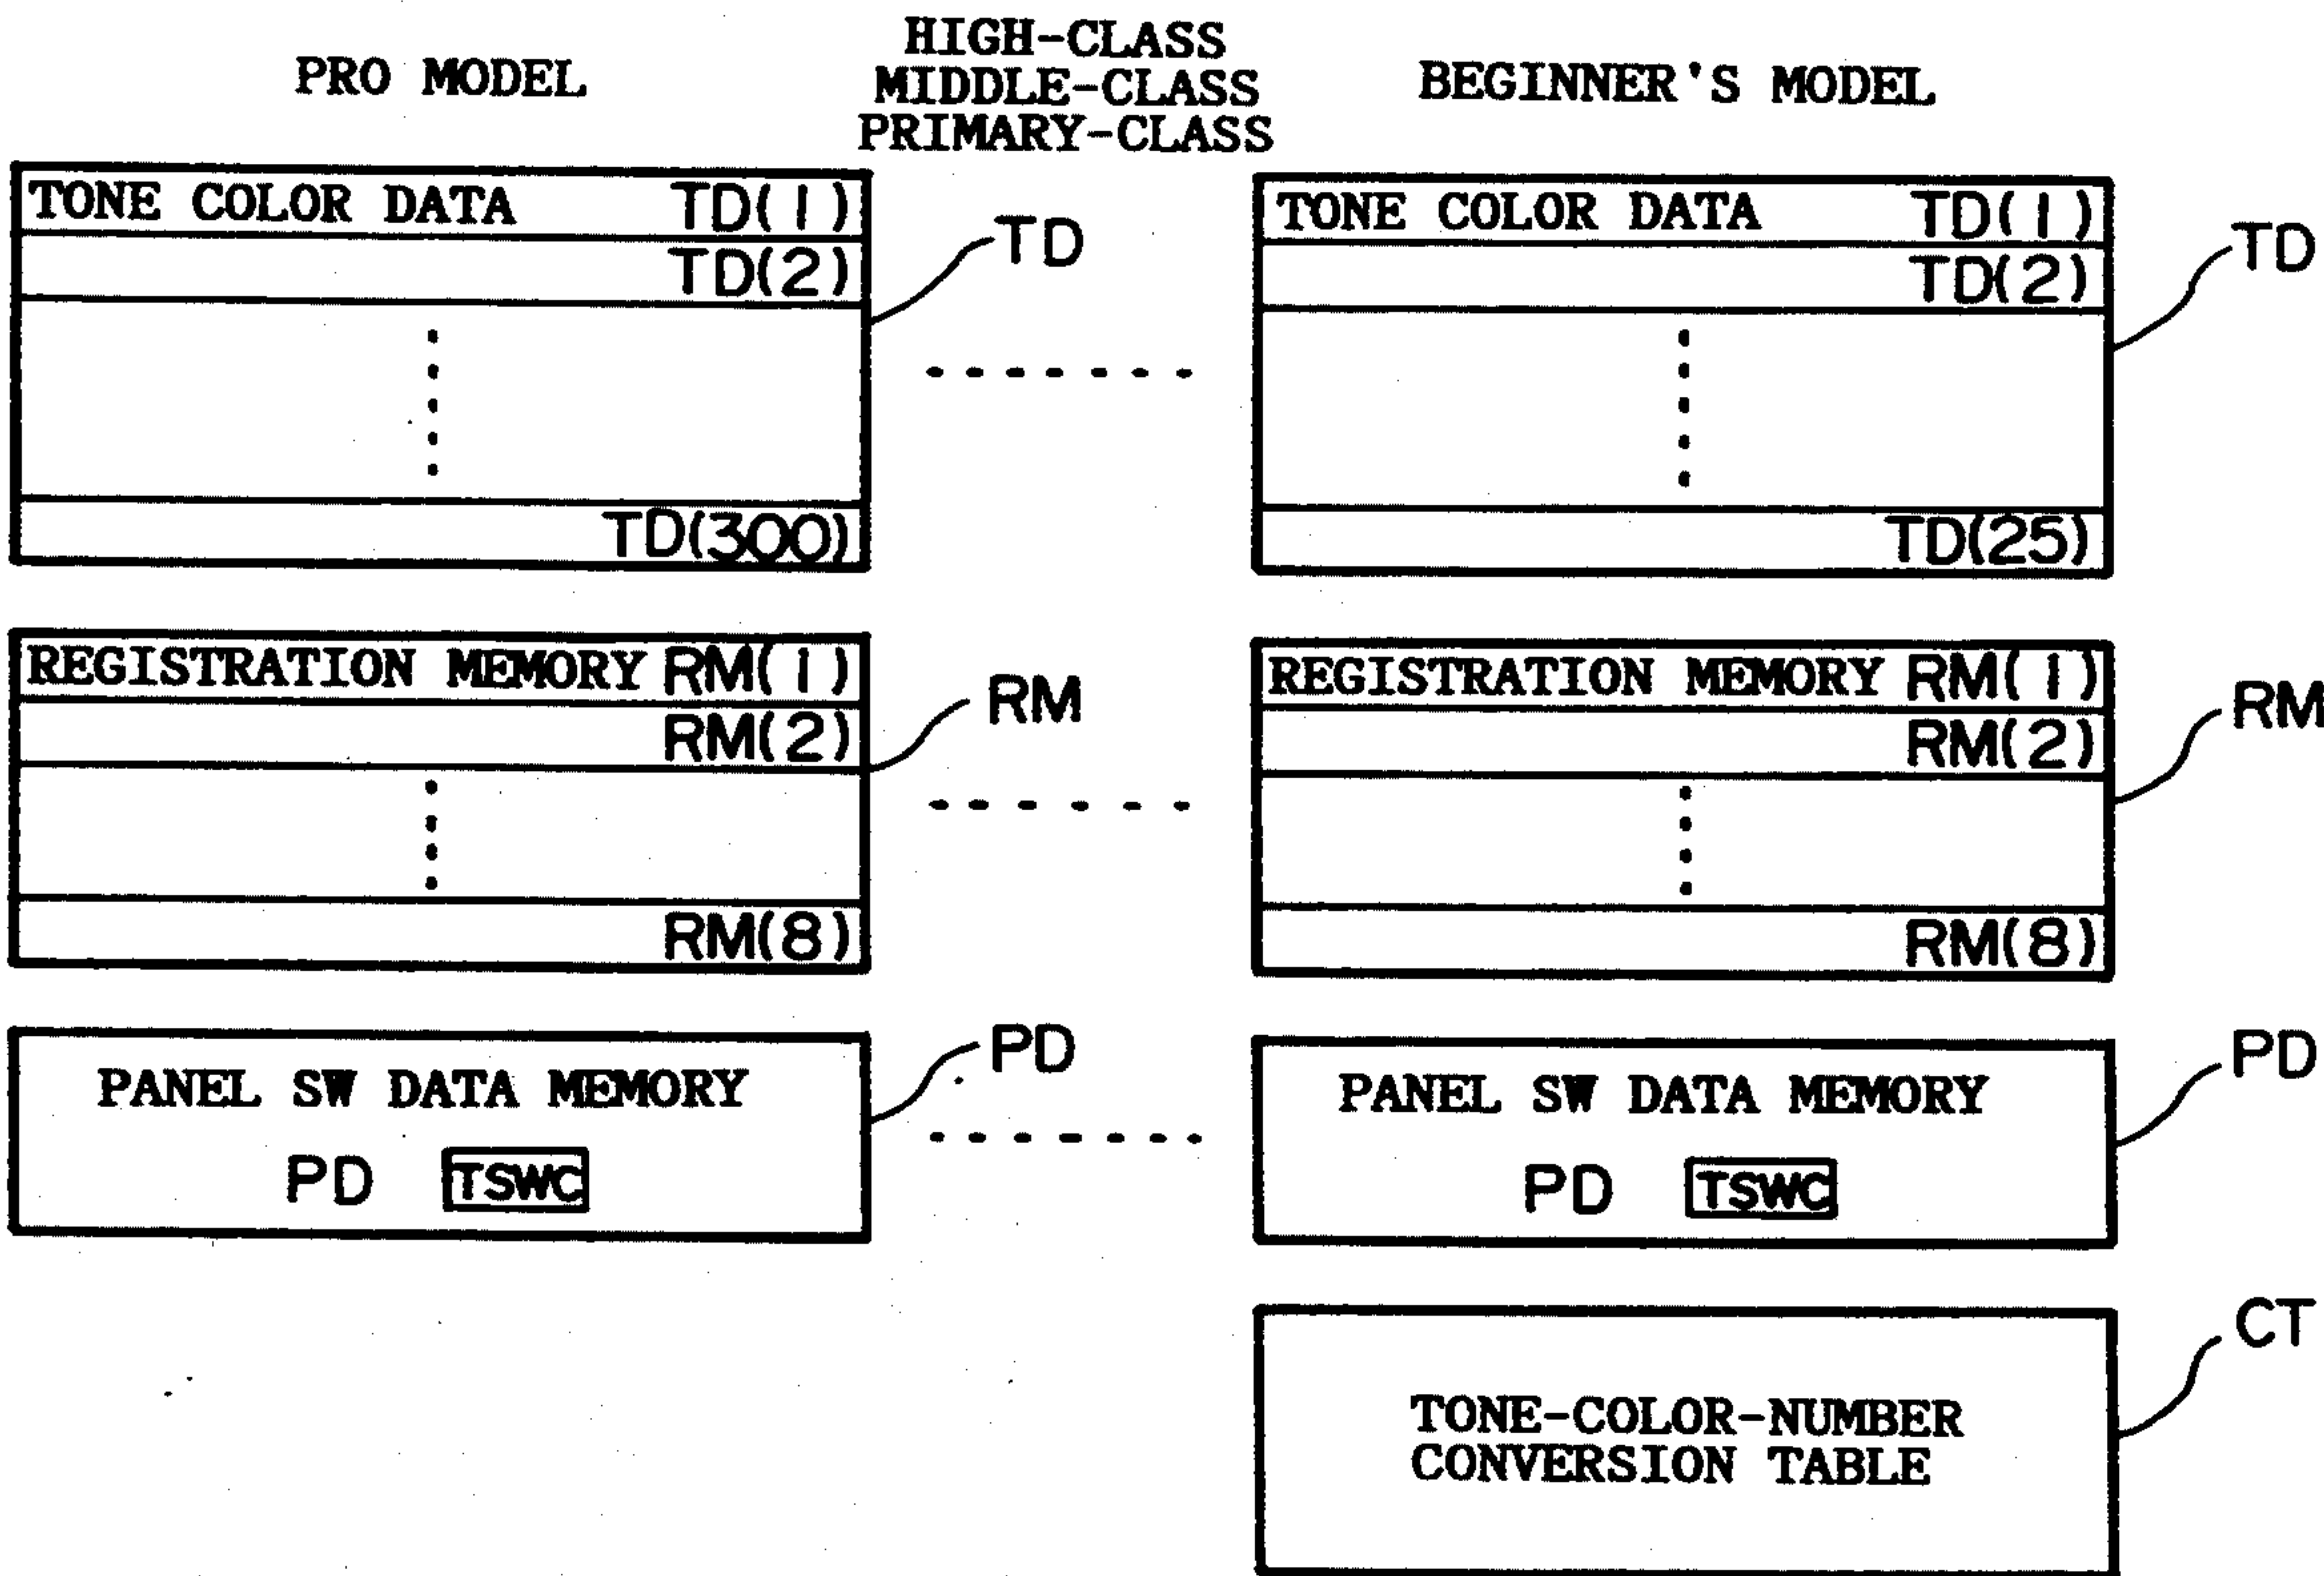 PRO MODEL
HIGH-CLASS
MIDDLE-CLASS
PRIMARY-CLASS
BEGINNER'S MODEL
TONE COLOR DATA TD(1)
TD(2)
TD(300)
TD
TONE COLOR DATA TD(1)
TD(2)
TD(25)
TD
REGISTRATION MEMORY RM(1)
RM(2)
RM(8)
RM
REGISTRATION MEMORY RM(1)
RM(2)
RM(8)
RM
PANEL SW DATA MEMORY
PD TSWC
PD
PANEL SW DATA MEMORY
PD TSWC
PD
TONE-COLOR-NUMBER
CONVERSION TABLE
CT